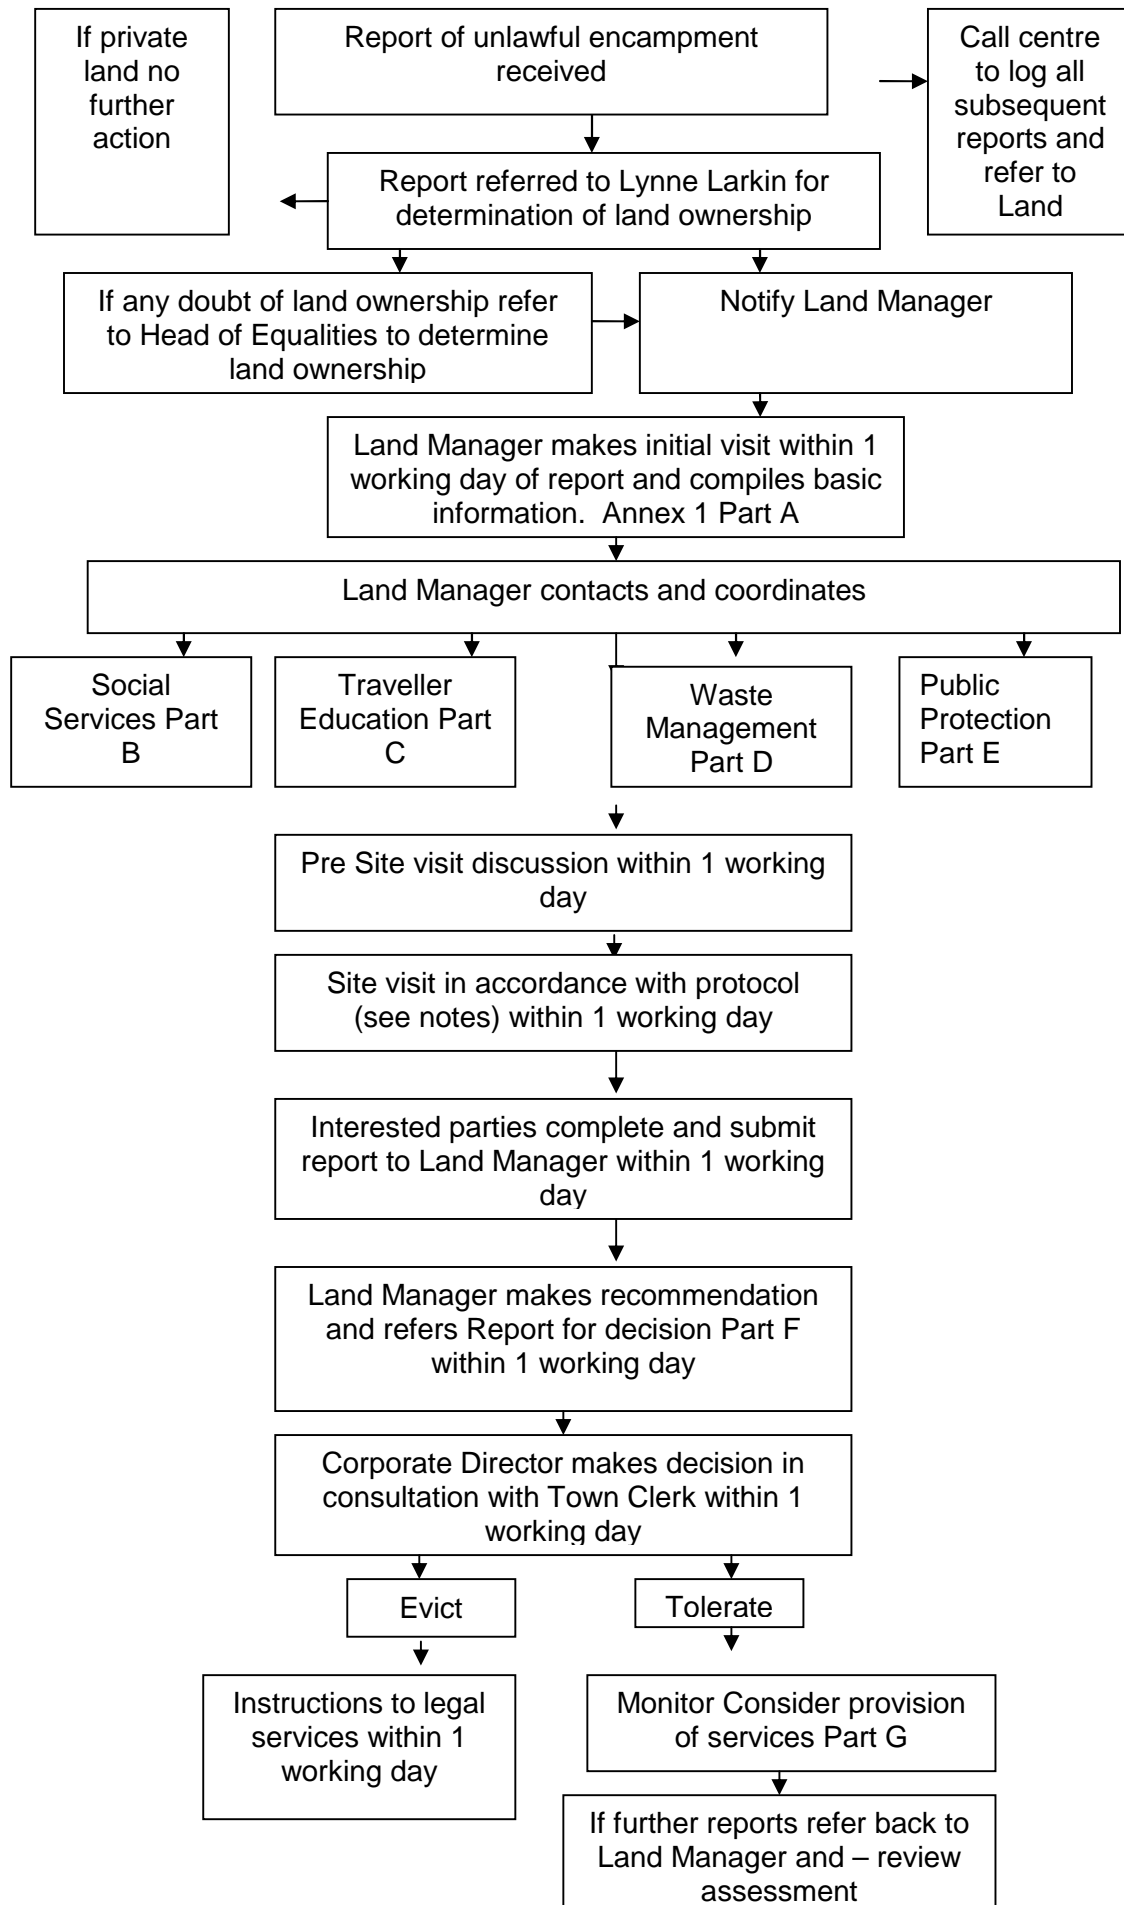 If private
land no
further
action
Report of unlawful encampment
received
Call centre
to log all
subsequent
reports and
refer to
Land
Report referred to Lynne Larkin for
determination of land ownership
If any doubt of land ownership refer
to Head of Equalities to determine
land ownership
Notify Land Manager
Land Manager makes initial visit within 1
working day of report and compiles basic
information.  Annex 1 Part A
Land Manager contacts and coordinates
Social
Services Part
B
Traveller
Education Part
C
Waste
Management
Part D
Public
Protection
Part E
Pre Site visit discussion within 1 working
day
Site visit in accordance with protocol
(see notes) within 1 working day
Interested parties complete and submit
report to Land Manager within 1 working
day
Land Manager makes recommendation
and refers Report for decision Part F
within 1 working day
Corporate Director makes decision in
consultation with Town Clerk within 1
working day
Evict
Tolerate
Instructions to legal
services within 1
working day
Monitor Consider provision
of services Part G
If further reports refer back to
Land Manager and – review
assessment